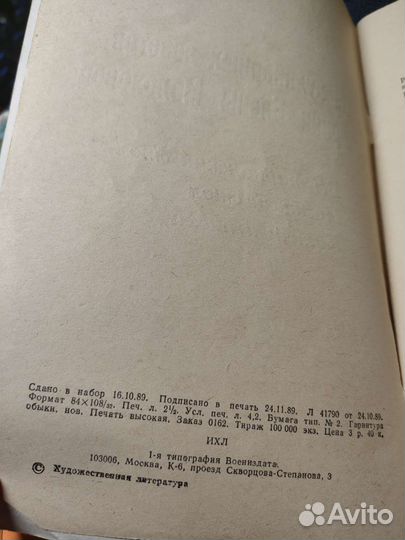 Сдано в набор 16.10.89. Подписано в печать 24.11.89. Л 41790 от 24.10.89.
Формат 84×108/32. Печ. л. 2½. Усл. печ. л. 4,2. Бумага тип. № 2. Гарнитура
обыкн. нов. Печать высокая. Заказ 0162. Тираж 100 000 экз. Цена 3 р. 40 к.
ИХЛ
1-я типография Воениздата.
103006, Москва, К-6, проезд Скворцова-Степанова, 3
© Художественная литература
Avito